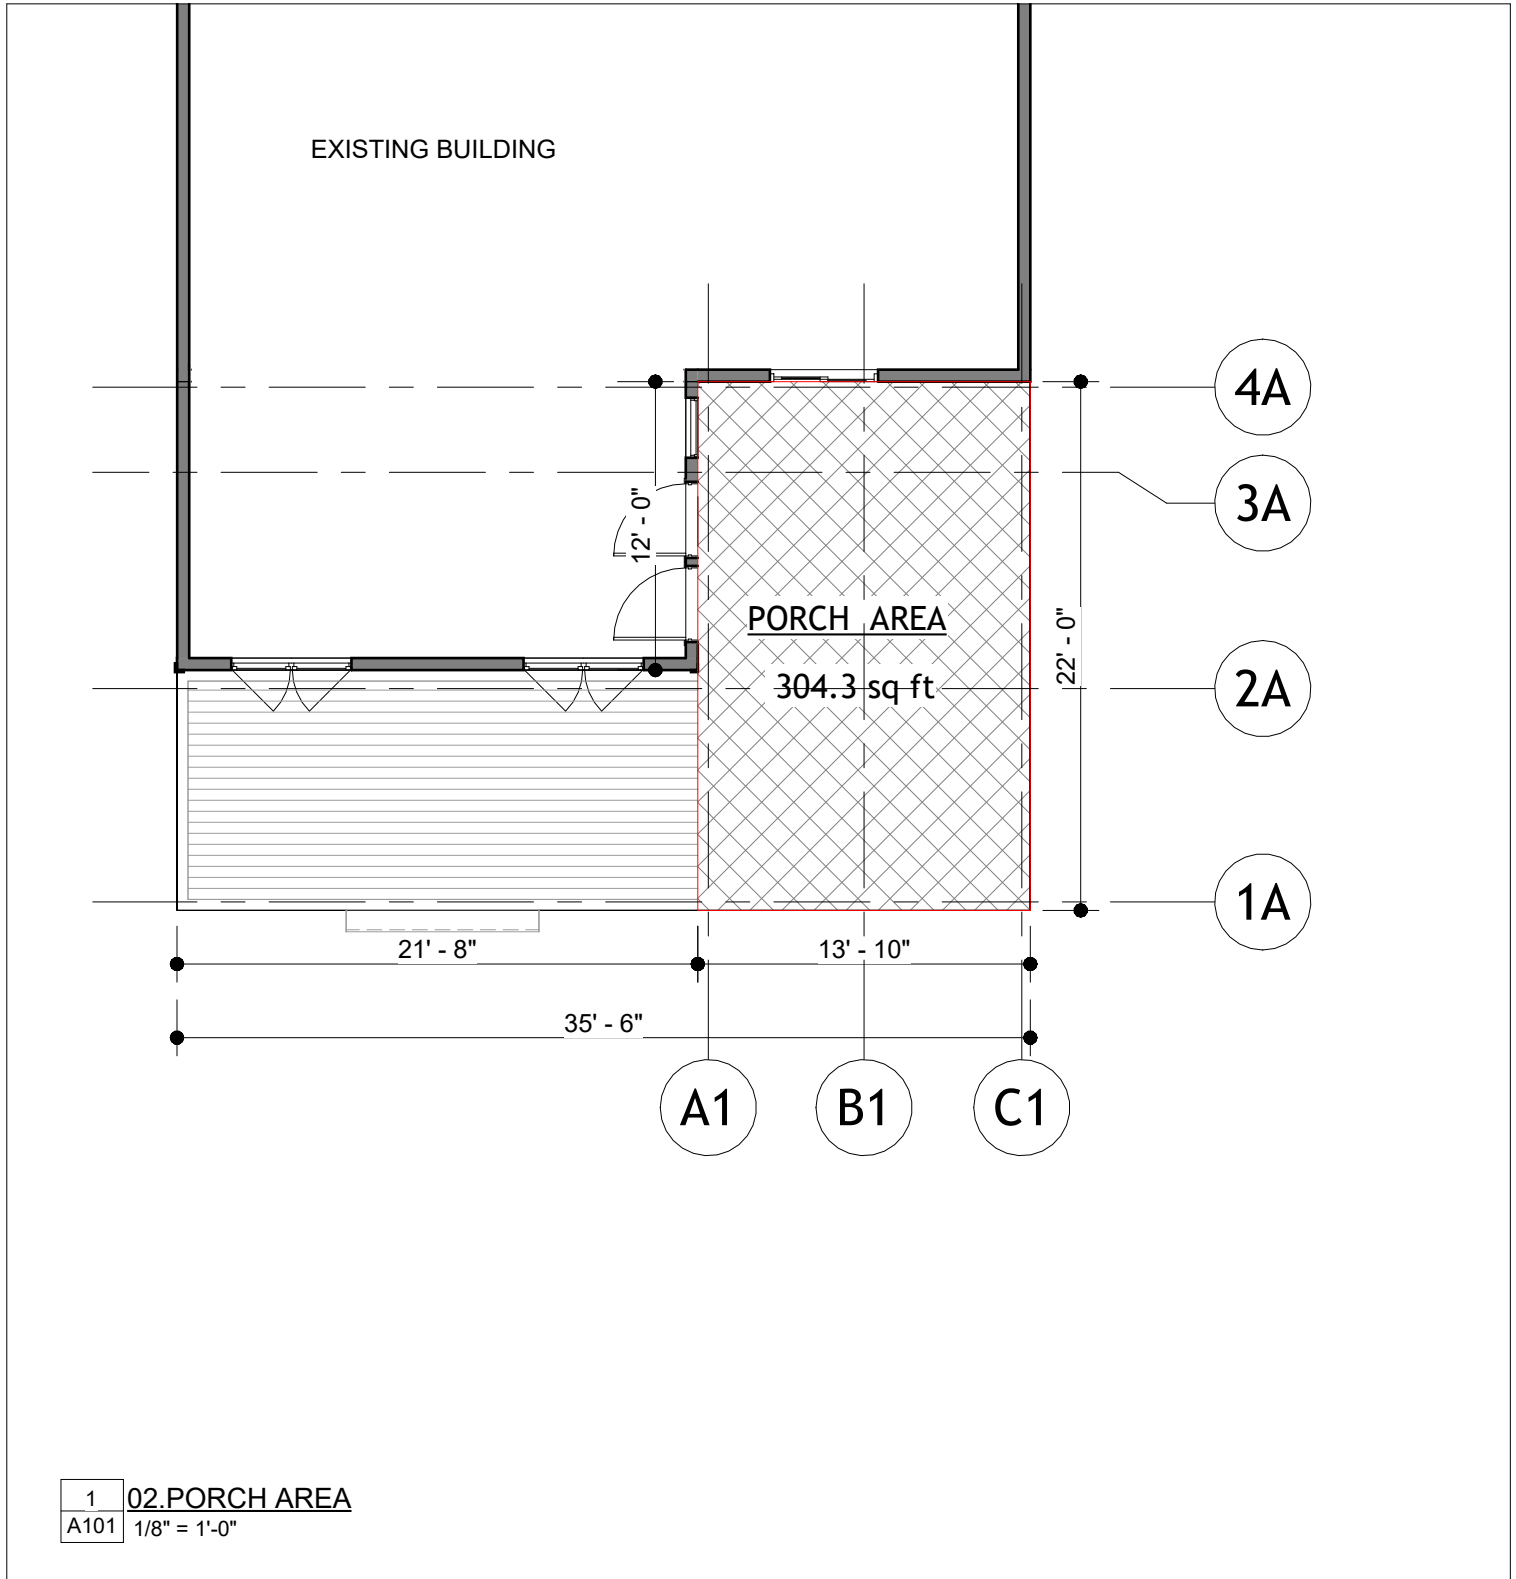 EXISTING BUILDING
4A
3A
12' - 0"
PORCH AREA
22' - 0"
304.3 sq ft
2A
1A
21' - 8"
13' - 10"
35' - 6"
A1
B1
C1
1
02.PORCH AREA
A101
1/8" = 1'-0"